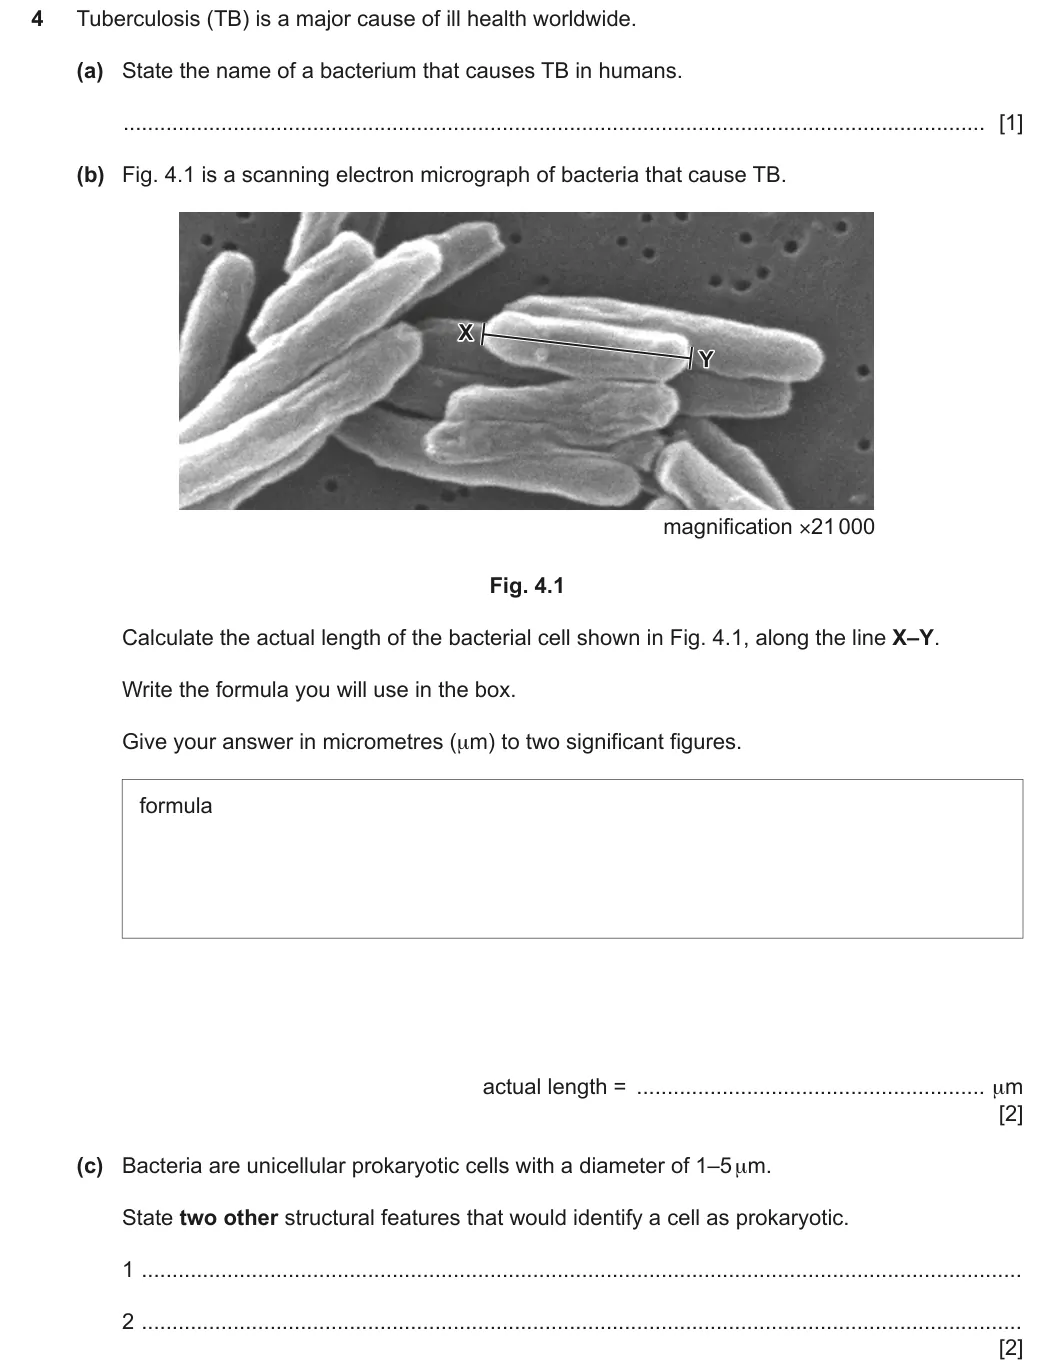 4 Tuberculosis (TB) is a major cause of ill health worldwide.
(a) State the name of a bacterium that causes TB in humans.
.............................................................................................................................................. [1]
(b) Fig. 4.1 is a scanning electron micrograph of bacteria that cause TB.
X
Y
magnification ×21 000
Fig. 4.1
Calculate the actual length of the bacterial cell shown in Fig. 4.1, along the line X–Y.
Write the formula you will use in the box.
Give your answer in micrometres (μm) to two significant figures.
formula
actual length = ......................................................... μm
[2]
(c) Bacteria are unicellular prokaryotic cells with a diameter of 1–5 μm.
State two other structural features that would identify a cell as prokaryotic.
1 ................................................................................................................................................
2 ................................................................................................................................................
[2]